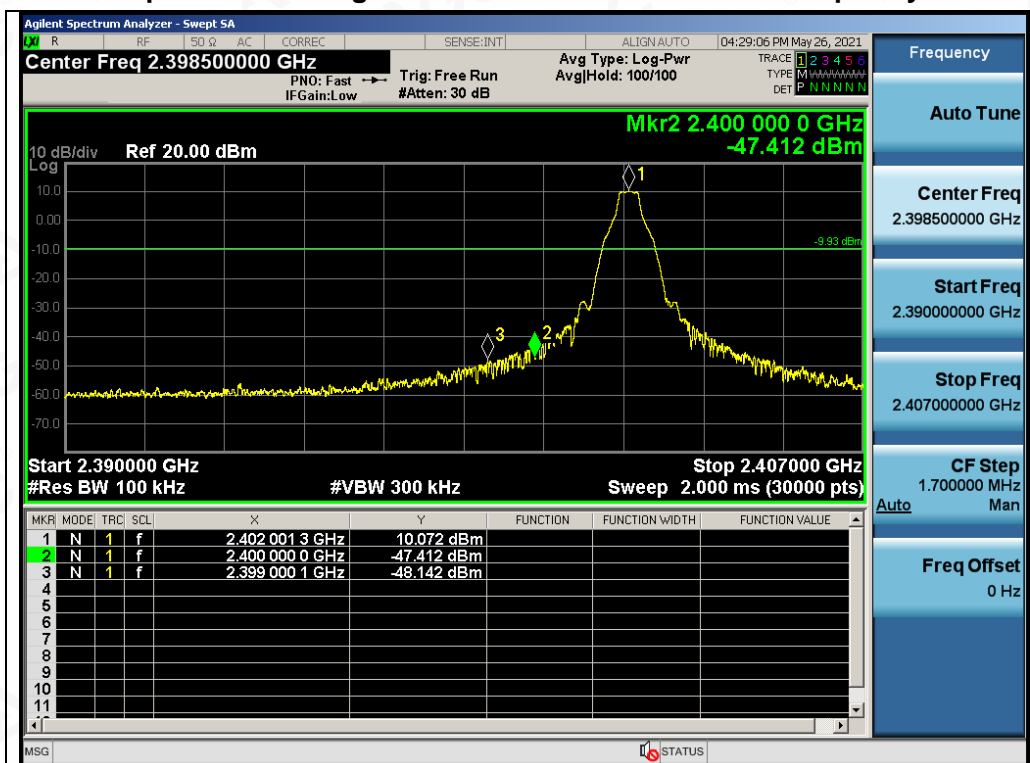 Agilent Spectrum Analyzer - Swept SA
LXI R RF 50 Ω AC CORREC SENSE:INT ALIGN AUTO 04:29:06 PM May 26, 2021
Center Freq 2.398500000 GHz
PNO: Fast
IFGain:Low
Trig: Free Run
#Atten: 30 dB
Avg Type: Log-Pwr
Avg|Hold: 100/100
TRACE 1 2 3 4 5 6
TYPE M
DET P N N N N N
Mkr2 2.400 000 0 GHz
-47.412 dBm
10 dB/div Ref 20.00 dBm
Log
1
10.0
0.00
-9.93 dBm
-10.0
-20.0
-30.0
3 2
-40.0
-50.0
-60.0
-70.0
Start 2.390000 GHz Stop 2.407000 GHz
#Res BW 100 kHz #VBW 300 kHz Sweep 2.000 ms (30000 pts)
MKR MODE TRC SCL X Y FUNCTION FUNCTION WIDTH FUNCTION VALUE
1 N 1 f 2.402 001 3 GHz 10.072 dBm
2 N 1 f 2.400 000 0 GHz -47.412 dBm
3 N 1 f 2.399 000 1 GHz -48.142 dBm
4
5
6
7
8
9
10
11
MSG STATUS
Frequency
Auto Tune
Center Freq
2.398500000 GHz
Start Freq
2.390000000 GHz
Stop Freq
2.407000000 GHz
CF Step
1.700000 MHz
Auto Man
Freq Offset
0 Hz